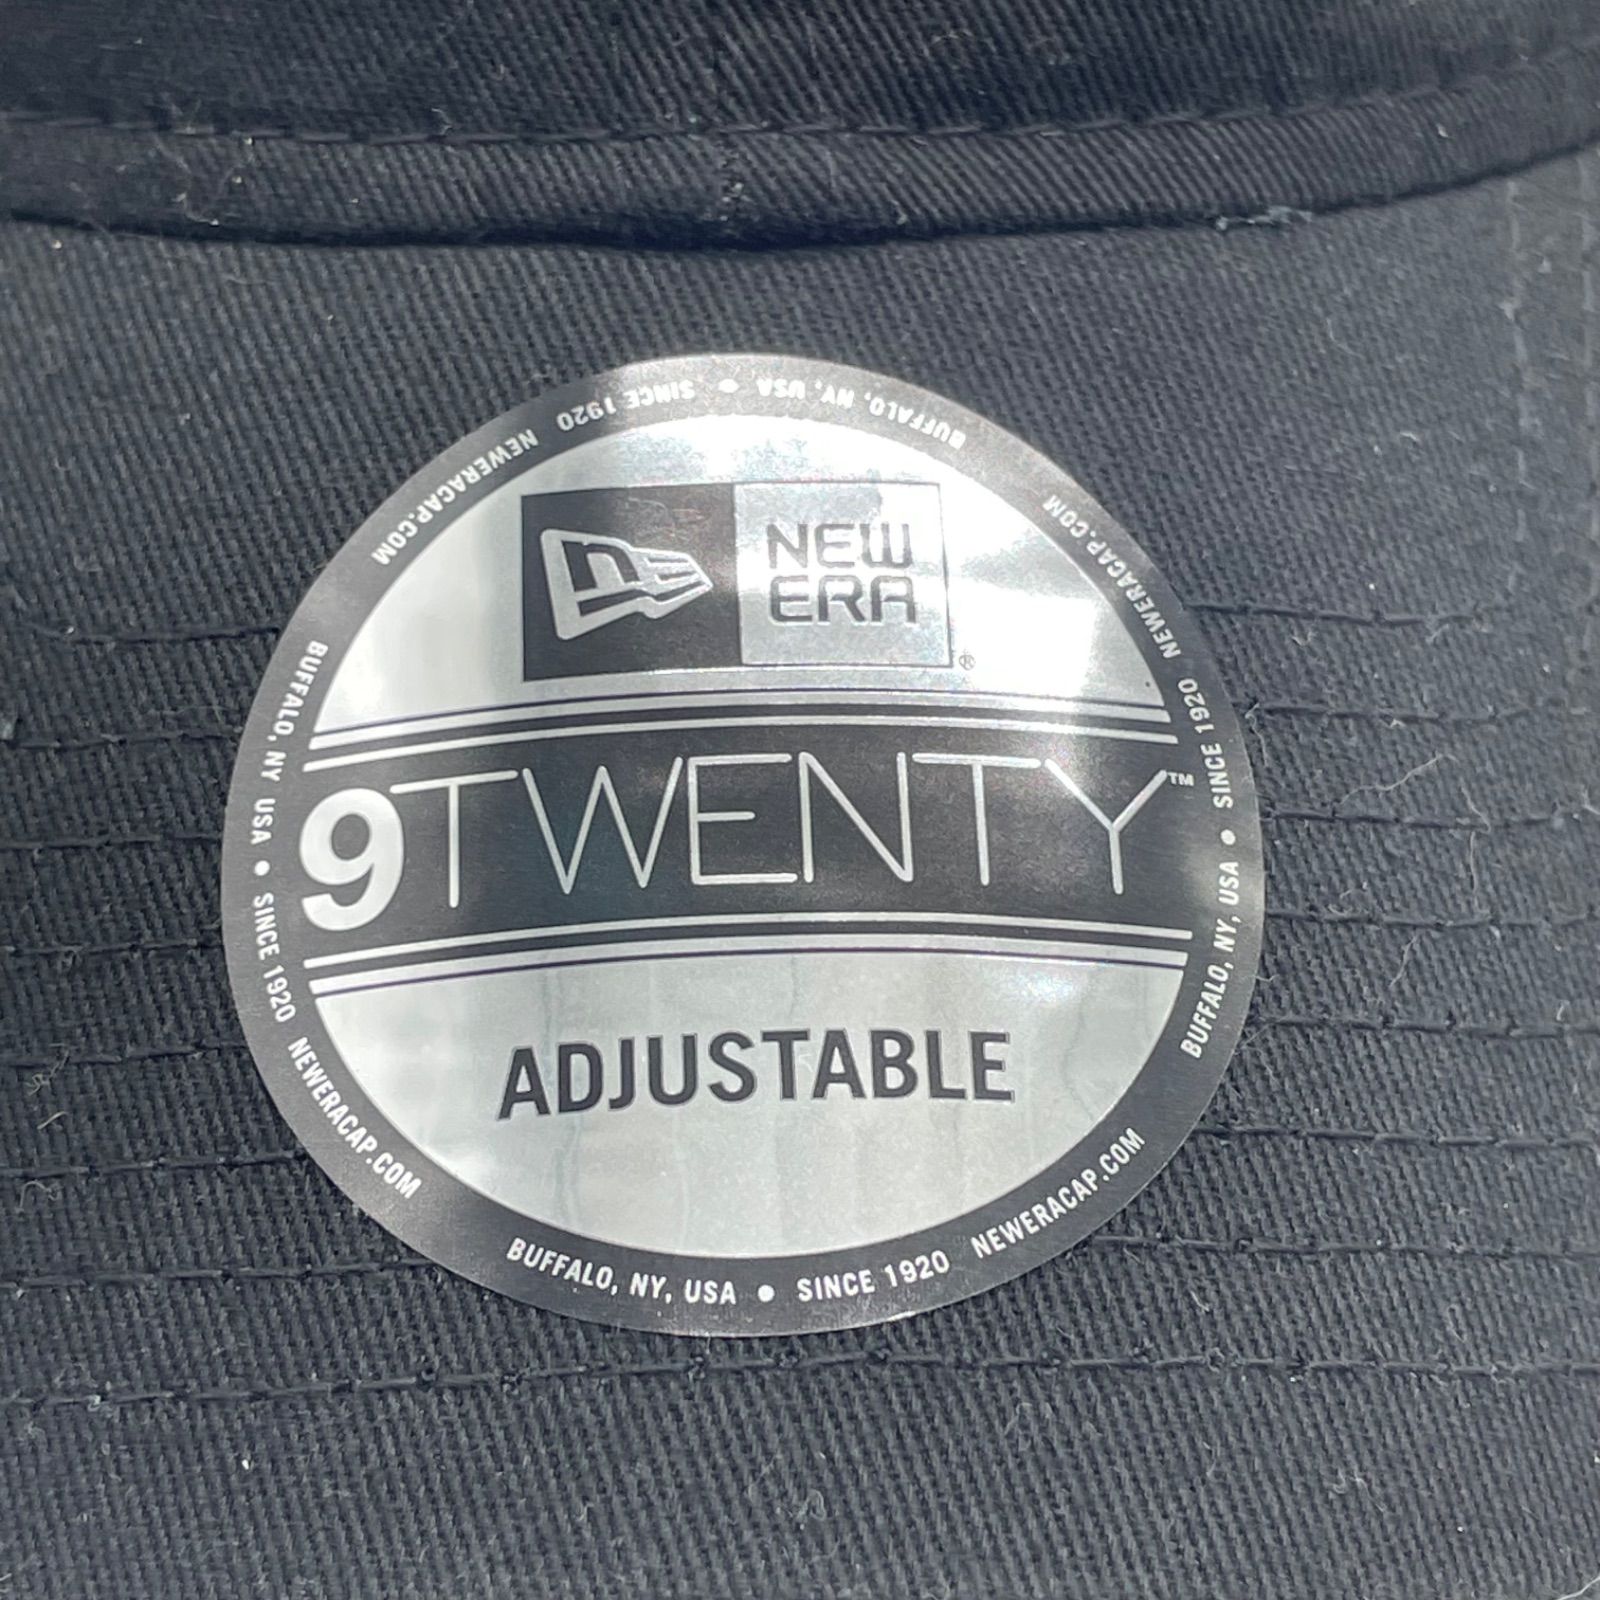 NEW
ERA
®
9TWENTY™
ADJUSTABLE
BUFFALO, NY, USA • SINCE 1920 NEWERACAP.COM
BUFFALO, NY, USA • SINCE 1920 NEWERACAP.COM
BUFFALO, NY, USA • SINCE 1920 NEWERACAP.COM
BUFFALO, NY USA • SINCE 1920 NEWERACAP.COM